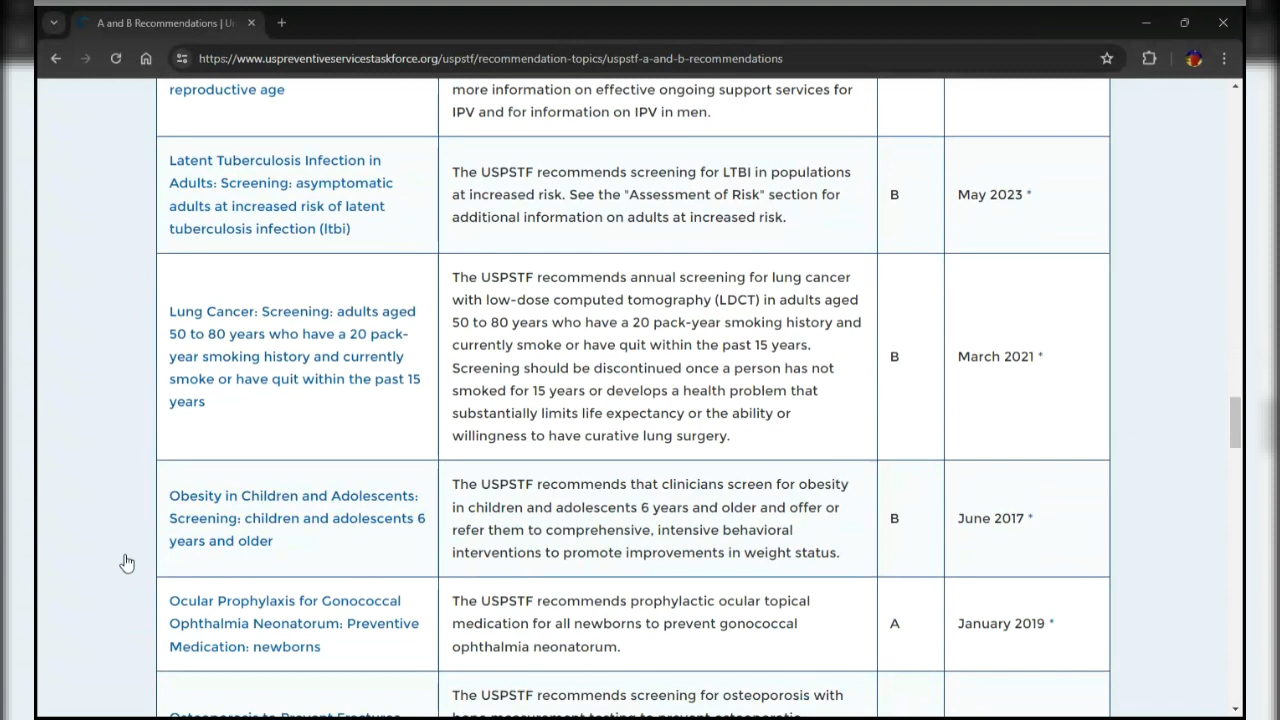 A and B Recommendations | U
https://www.uspreventiveservicestaskforce.org/uspstf/recommendation-topics/uspstf-a-and-b-recommendations
reproductive age
more information on effective ongoing support services for
IPV and for information on IPV in men.
Latent Tuberculosis Infection in
Adults: Screening: asymptomatic
adults at increased risk of latent
tuberculosis infection (ltbi)
The USPSTF recommends screening for LTBI in populations
at increased risk. See the "Assessment of Risk" section for
additional information on adults at increased risk.
B
May 2023 *
Lung Cancer: Screening: adults aged
50 to 80 years who have a 20 pack-
year smoking history and currently
smoke or have quit within the past 15
years
The USPSTF recommends annual screening for lung cancer
with low-dose computed tomography (LDCT) in adults aged
50 to 80 years who have a 20 pack-year smoking history and
currently smoke or have quit within the past 15 years.
Screening should be discontinued once a person has not
smoked for 15 years or develops a health problem that
substantially limits life expectancy or the ability or
willingness to have curative lung surgery.
B
March 2021 *
Obesity in Children and Adolescents:
Screening: children and adolescents 6
years and older
The USPSTF recommends that clinicians screen for obesity
in children and adolescents 6 years and older and offer or
refer them to comprehensive, intensive behavioral
interventions to promote improvements in weight status.
B
June 2017 *
Ocular Prophylaxis for Gonococcal
Ophthalmia Neonatorum: Preventive
Medication: newborns
The USPSTF recommends prophylactic ocular topical
medication for all newborns to prevent gonococcal
ophthalmia neonatorum.
A
January 2019 *
Osteoporosis to Prevent Fractures
The USPSTF recommends screening for osteoporosis with
bone measurement testing to prevent osteoporotic